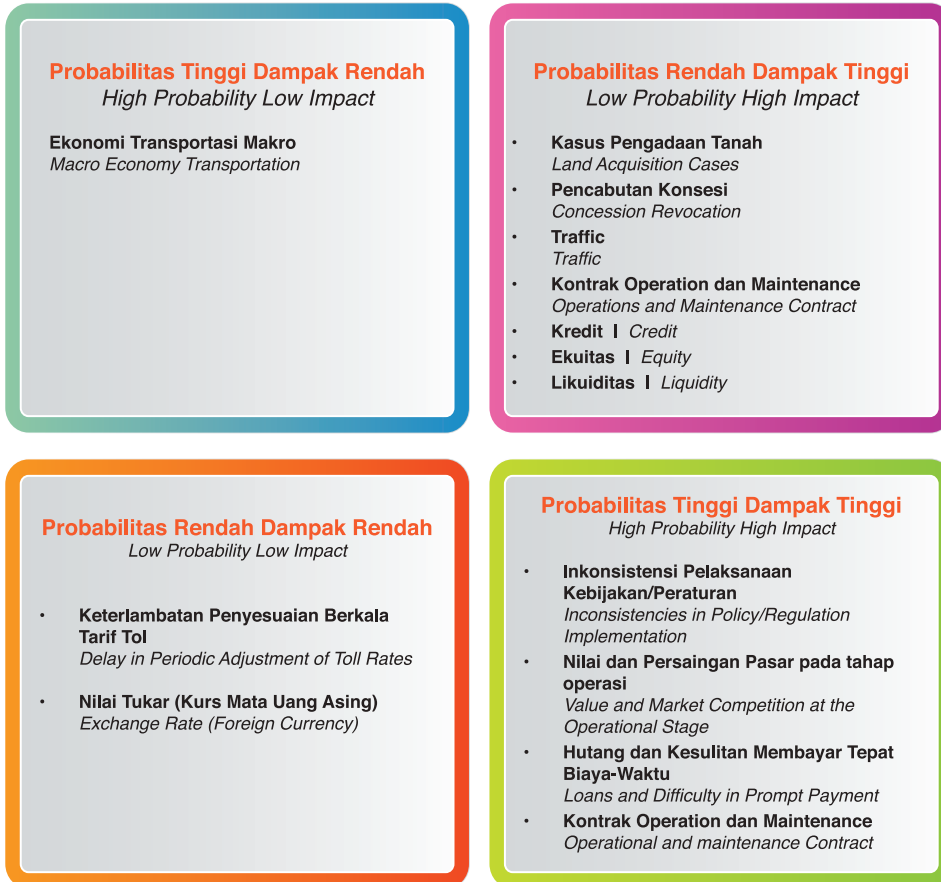 Probabilitas Tinggi Dampak Rendah
High Probability Low Impact
Ekonomi Transportasi Makro
Macro Economy Transportation
Probabilitas Rendah Dampak Tinggi
Low Probability High Impact
• Kasus Pengadaan Tanah
Land Acquisition Cases
• Pencabutan Konsesi
Concession Revocation
• Traffic
Traffic
• Kontrak Operation dan Maintenance
Operations and Maintenance Contract
• Kredit | Credit
• Ekuitas | Equity
• Likuiditas | Liquidity
Probabilitas Rendah Dampak Rendah
Low Probability Low Impact
• Keterlambatan Penyesuaian Berkala
Tarif Tol
Delay in Periodic Adjustment of Toll Rates
• Nilai Tukar (Kurs Mata Uang Asing)
Exchange Rate (Foreign Currency)
Probabilitas Tinggi Dampak Tinggi
High Probability High Impact
• Inkonsistensi Pelaksanaan
Kebijakan/Peraturan
Inconsistencies in Policy/Regulation
Implementation
• Nilai dan Persaingan Pasar pada tahap
operasi
Value and Market Competition at the
Operational Stage
• Hutang dan Kesulitan Membayar Tepat
Biaya-Waktu
Loans and Difficulty in Prompt Payment
• Kontrak Operation dan Maintenance
Operational and maintenance Contract